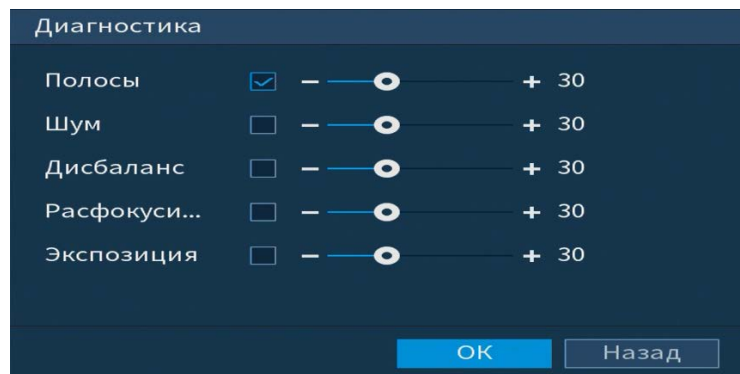 Диагностика
Полосы − + 30
Шум − + 30
Дисбаланс − + 30
Расфокуси... − + 30
Экспозиция − + 30
OK Назад